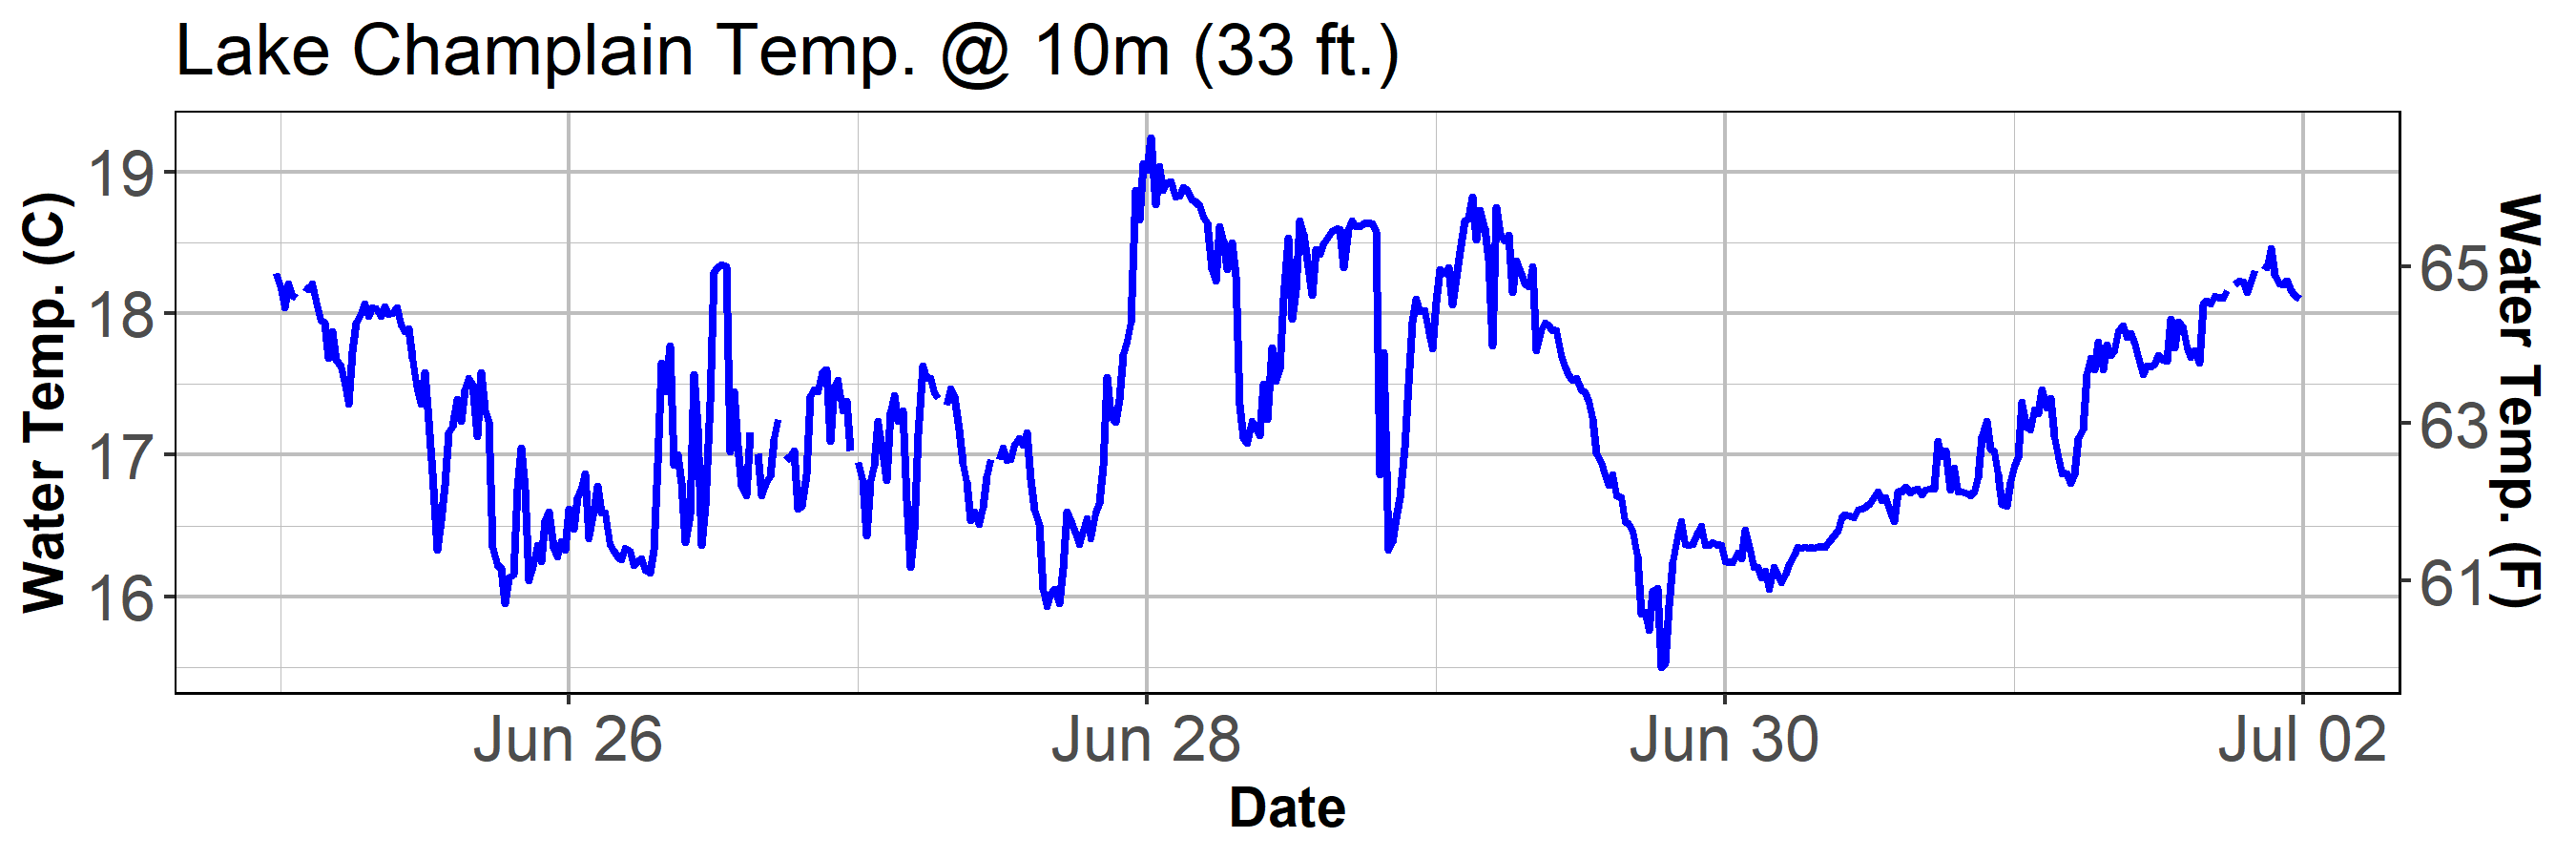 Lake Champlain Temp. @ 10m (33 ft.)
Water Temp. (C)
19
18
17
16
65
63
61
Water Temp. (F)
Jun 26
Jun 28
Jun 30
Jul 02
Date